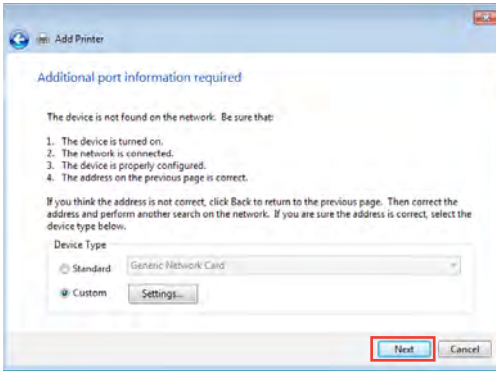 Add Printer
Additional port information required
The device is not found on the network. Be sure that:
1. The device is turned on.
2. The network is connected.
3. The device is properly configured.
4. The address on the previous page is correct.
If you think the address is not correct, click Back to return to the previous page. Then correct the
address and perform another search on the network. If you are sure the address is correct, select the
device type below.
Device Type
Standard Generic Network Card
Custom Settings...
Next Cancel